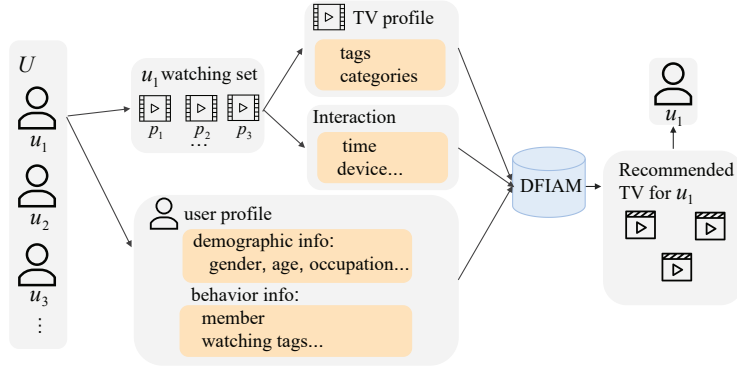 U
u1
u2
u3
⋮
u1 watching set
p1 p2 p3
...
TV profile
tags
categories
Interaction
time
device...
user profile
demographic info:
gender, age, occupation...
behavior info:
member
watching tags...
DFIAM
u1
Recommended
TV for u1